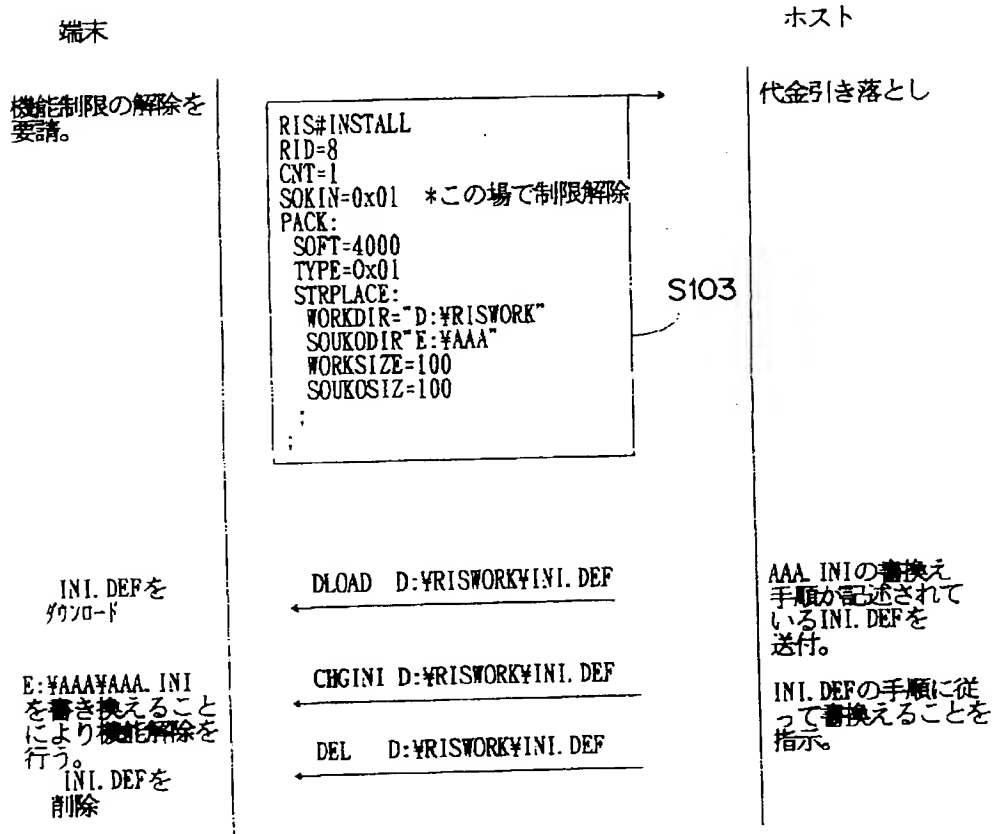 端末
ホスト
機能制限の解除を
要請。
RIS#INSTALL
RID=8
CNT=1
SOKIN=0x01 *この場で制限解除
PACK:
SOFT=4000
TYPE=0x01
STRPLACE:
WORKDIR="D:¥RISWORK"
SOUKODIR"E:¥AAA"
WORKSIZE=100
SOUKOSIZ=100
;
;
代金引き落とし
S103
INI.DEFを
ダウンロード
DLOAD D:¥RISWORK¥INI.DEF
AAA.INIの書換え
手順が記述されて
いるINI.DEFを
送付。
E:¥AAA¥AAA.INI
を書き換えること
により機能解除を
行う。
CHGINI D:¥RISWORK¥INI.DEF
INI.DEFの手順に従
って書換えることを
指示。
INI.DEFを
削除
DEL D:¥RISWORK¥INI.DEF